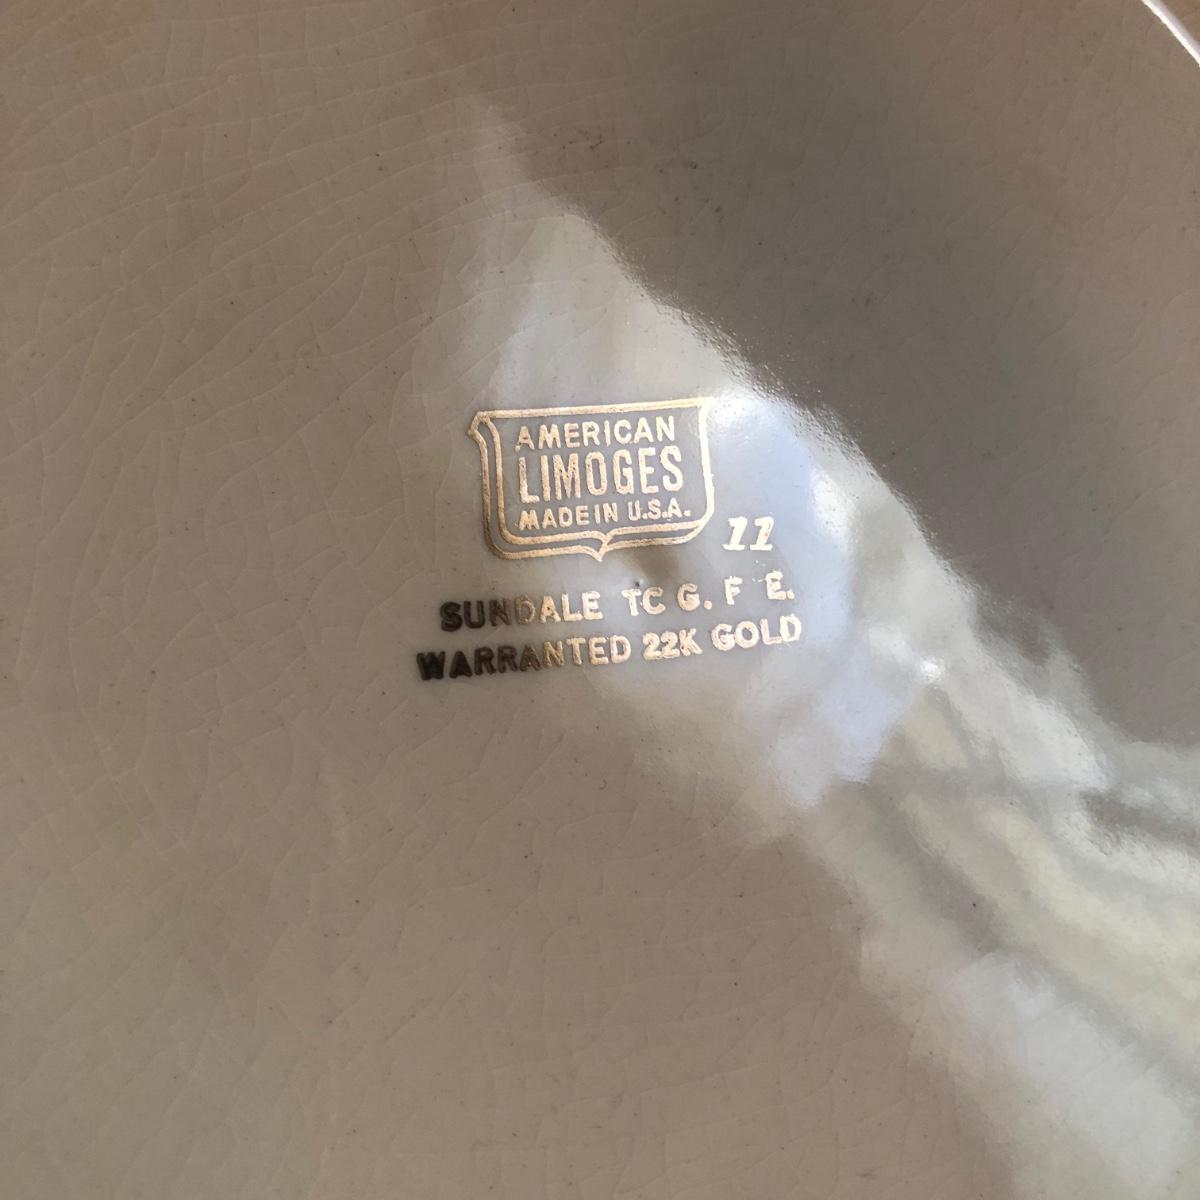 AMERICAN
LIMOGES
MADE IN U.S.A.
11
SUNDALE TC G. F E.
WARRANTED 22K GOLD